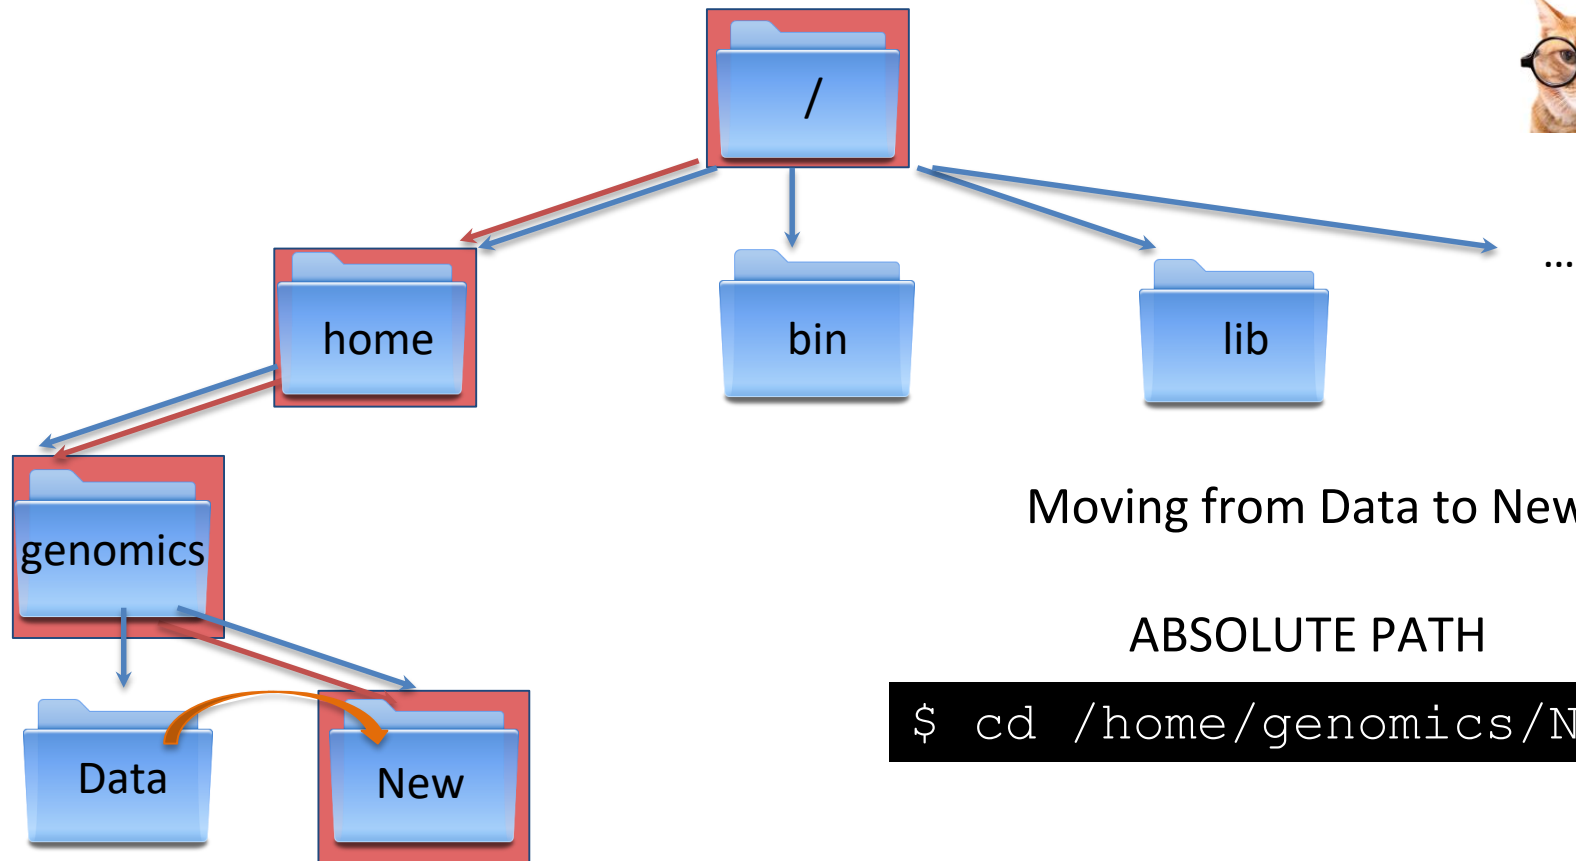 /
home
bin
lib
...
genomics
Moving from Data to New
ABSOLUTE PATH
$ cd /home/genomics/N
Data
New